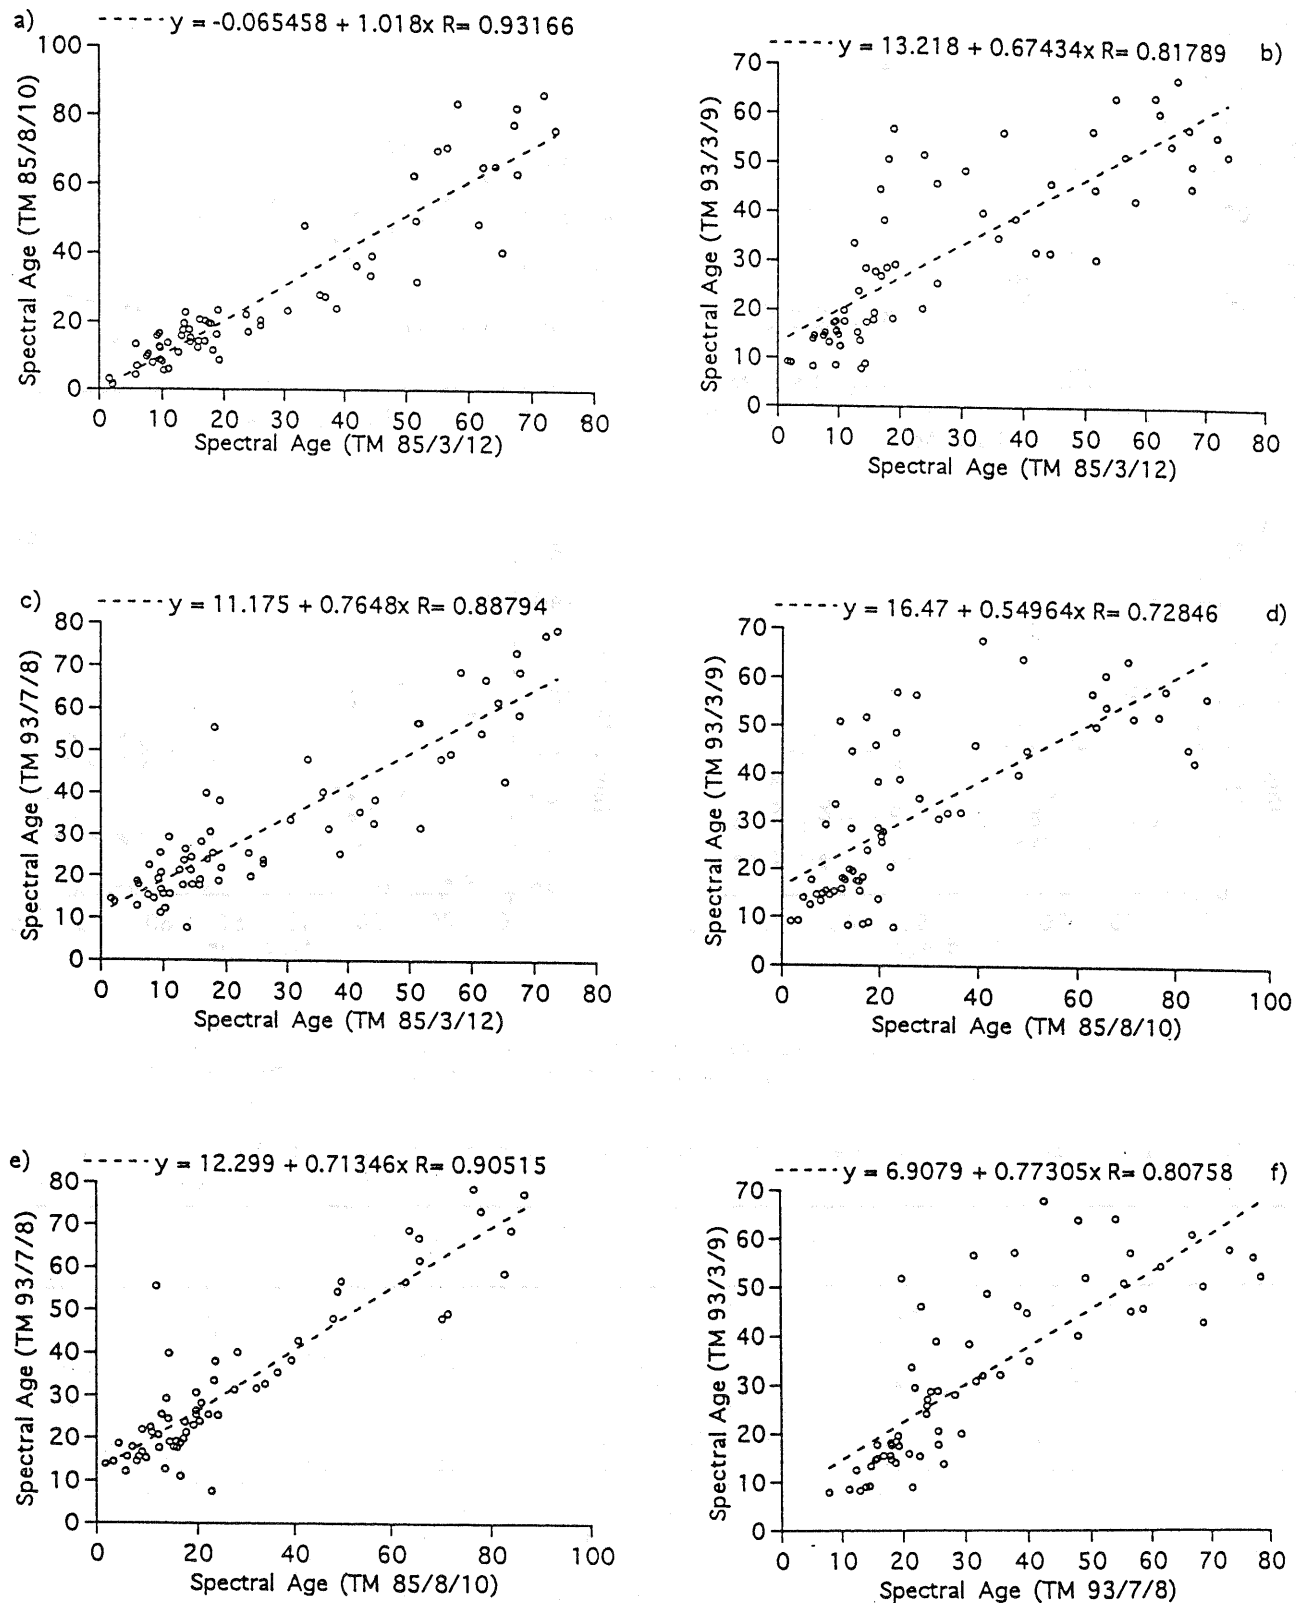 a)
y = -0.065458 + 1.018x R= 0.93166
100
80
60
40
20
0
Spectral Age (TM 85/8/10)
0 10 20 30 40 50 60 70 80
Spectral Age (TM 85/3/12)
b)
y = 13.218 + 0.67434x R= 0.81789
70
60
50
40
30
20
10
0
Spectral Age (TM 93/3/9)
0 10 20 30 40 50 60 70 80
Spectral Age (TM 85/3/12)
c)
y = 11.175 + 0.7648x R= 0.88794
80
70
60
50
40
30
20
10
0
Spectral Age (TM 93/7/8)
0 10 20 30 40 50 60 70 80
Spectral Age (TM 85/3/12)
d)
y = 16.47 + 0.54964x R= 0.72846
70
60
50
40
30
20
10
0
Spectral Age (TM 93/3/9)
0 20 40 60 80 100
Spectral Age (TM 85/8/10)
e)
y = 12.299 + 0.71346x R= 0.90515
80
70
60
50
40
30
20
10
0
Spectral Age (TM 93/7/8)
0 20 40 60 80 100
Spectral Age (TM 85/8/10)
f)
y = 6.9079 + 0.77305x R= 0.80758
70
60
50
40
30
20
10
0
Spectral Age (TM 93/3/9)
0 10 20 30 40 50 60 70 80
Spectral Age (TM 93/7/8)